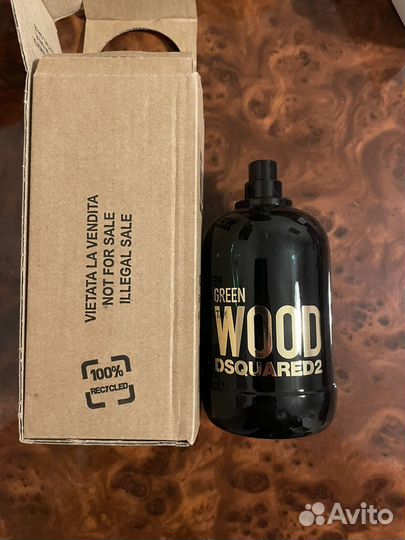 VIETATA LA VENDITA
NOT FOR SALE
ILLEGAL SALE
100%
RECYCLED
GREEN
WOOD
DSQUARED2
Avito